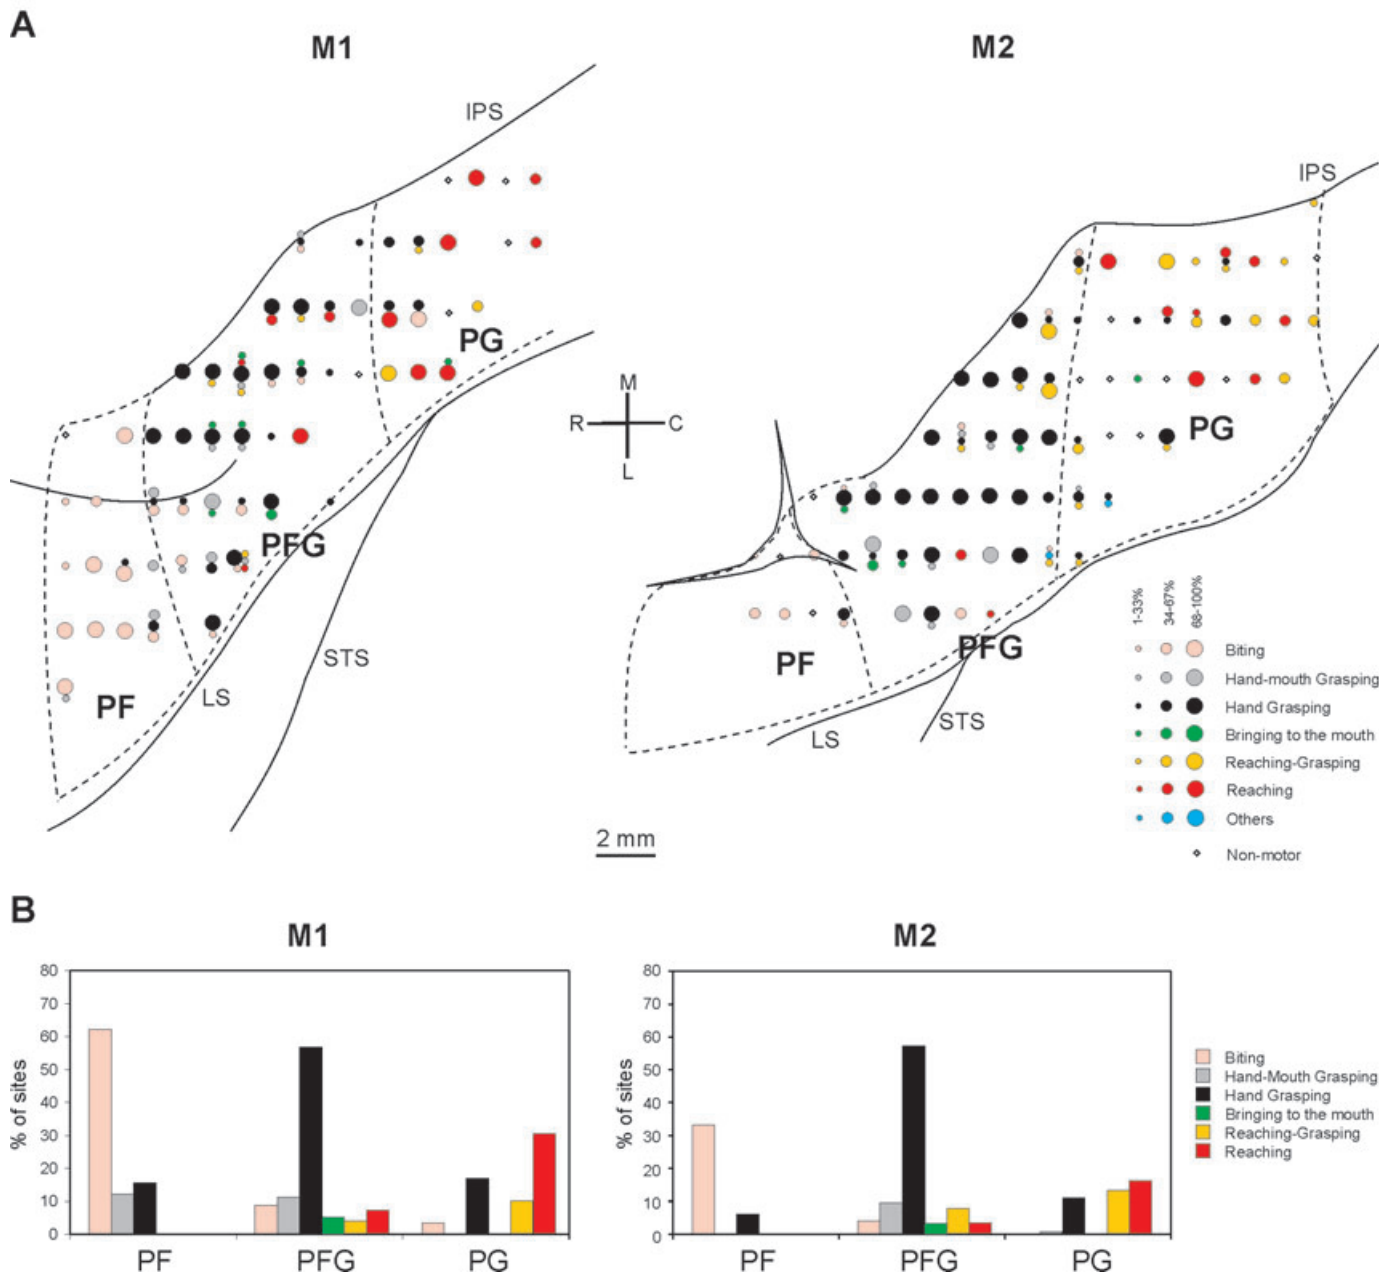 A
M1
M2
IPS
IPS
PG
M
R C
L
PG
PFG
PF
PFG
STS
PF
LS
STS
LS
1-33%
34-67%
68-100%
Biting
Hand-mouth Grasping
Hand Grasping
Bringing to the mouth
Reaching-Grasping
Reaching
Others
Non-motor
2 mm
B
M1
M2
80
70
60
50
40
30
20
10
0
% of sites
PF PFG PG
80
70
60
50
40
30
20
10
0
% of sites
PF PFG PG
Biting
Hand-Mouth Grasping
Hand Grasping
Bringing to the mouth
Reaching-Grasping
Reaching